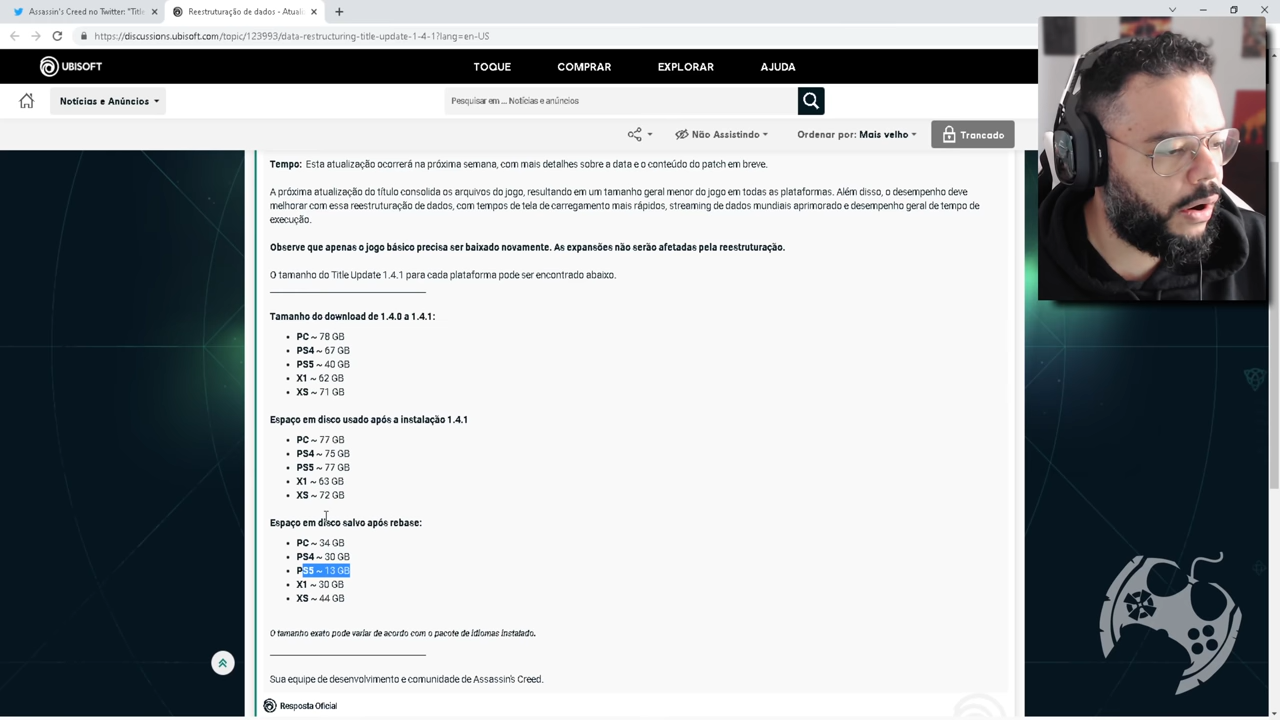 Assassin's Creed no Twitter: "Title
Reestruturação de dados - Atuali
https://discussions.ubisoft.com/topic/123993/data-restructuring-title-update-1-4-1?lang=en-US
UBISOFT
TOQUE
COMPRAR
EXPLORAR
AJUDA
Notícias e Anúncios
Pesquisar em ... Notícias e anúncios
Não Assistindo
Ordenar por: Mais velho
Trancado
Tempo: Esta atualização ocorrerá na próxima semana, com mais detalhes sobre a data e o conteúdo do patch em breve.
A próxima atualização do título consolida os arquivos do jogo, resultando em um tamanho geral menor do jogo em todas as plataformas. Além disso, o desempenho deve
melhorar com essa reestruturação de dados, com tempos de tela de carregamento mais rápidos, streaming de dados mundiais aprimorado e desempenho geral de tempo de
execução.
Observe que apenas o jogo básico precisa ser baixado novamente. As expansões não serão afetadas pela reestruturação.
O tamanho do Title Update 1.4.1 para cada plataforma pode ser encontrado abaixo.
Tamanho do download de 1.4.0 a 1.4.1:
PC ~ 78 GB
PS4 ~ 67 GB
PS5 ~ 40 GB
X1 ~ 62 GB
XS ~ 71 GB
Espaço em disco usado após a instalação 1.4.1
PC ~ 77 GB
PS4 ~ 75 GB
PS5 ~ 77 GB
X1 ~ 63 GB
XS ~ 72 GB
Espaço em disco salvo após rebase:
PC ~ 34 GB
PS4 ~ 30 GB
PS5 ~ 13 GB
X1 ~ 30 GB
XS ~ 44 GB
O tamanho exato pode variar de acordo com o pacote de idiomas instalado.
Sua equipe de desenvolvimento e comunidade de Assassin's Creed.
Resposta Oficial